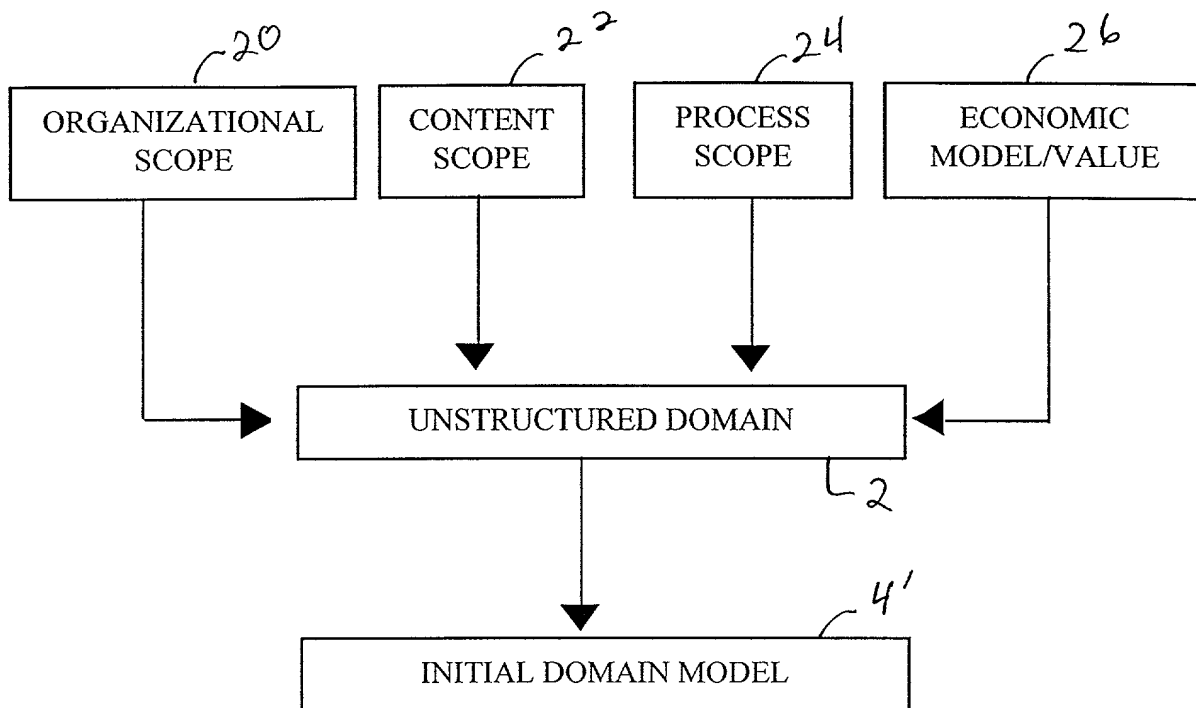 20
22
24
26
ORGANIZATIONAL
SCOPE
CONTENT
SCOPE
PROCESS
SCOPE
ECONOMIC
MODEL/VALUE
UNSTRUCTURED DOMAIN
2
4'
INITIAL DOMAIN MODEL